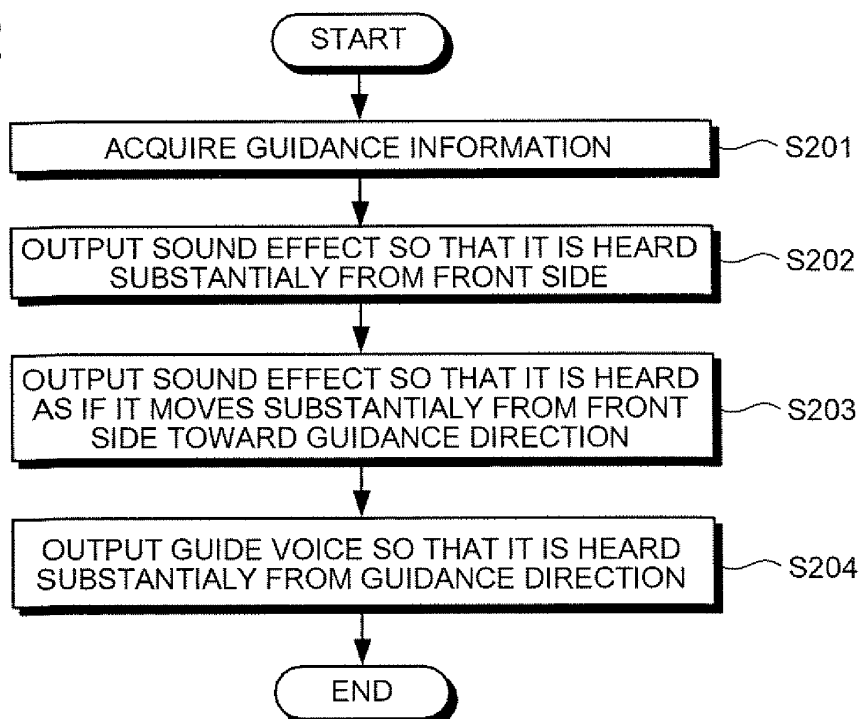 START
ACQUIRE GUIDANCE INFORMATION
S201
OUTPUT SOUND EFFECT SO THAT IT IS HEARD
SUBSTANTIALY FROM FRONT SIDE
S202
OUTPUT SOUND EFFECT SO THAT IT IS HEARD
AS IF IT MOVES SUBSTANTIALY FROM FRONT
SIDE TOWARD GUIDANCE DIRECTION
S203
OUTPUT GUIDE VOICE SO THAT IT IS HEARD
SUBSTANTIALY FROM GUIDANCE DIRECTION
S204
END